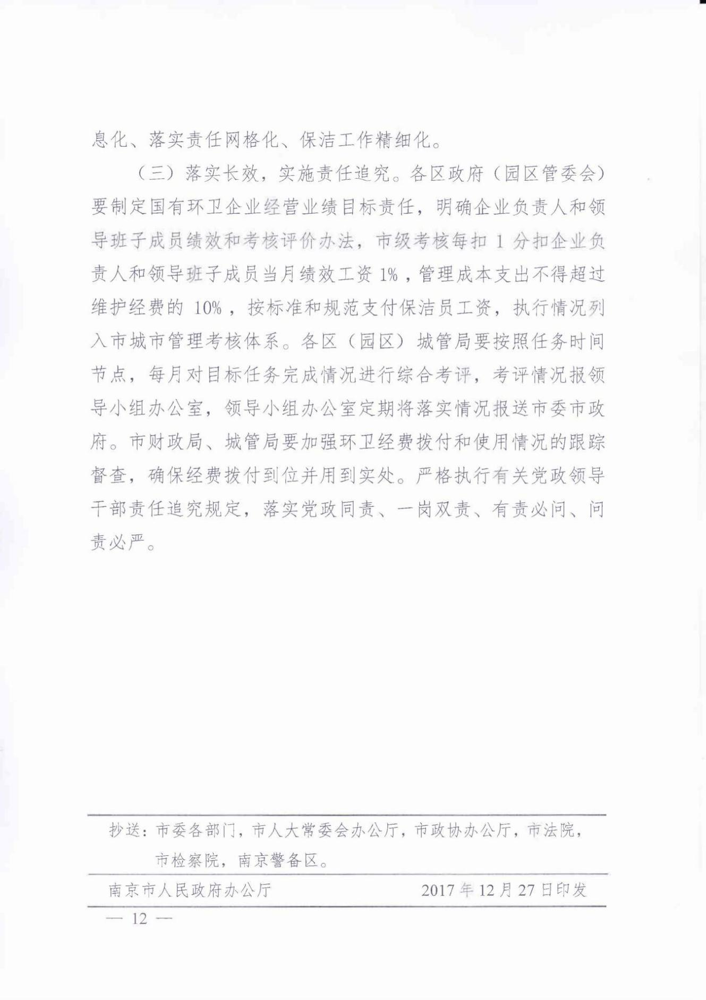 息化、落实责任网格化、保洁工作精细化。
（三）落实长效，实施责任追究。各区政府（园区管委会）
要制定国有环卫企业经营业绩目标责任，明确企业负责人和领
导班子成员绩效和考核评价办法，市级考核每扣 1 分扣企业负
责人和领导班子成员当月绩效工资 1%，管理成本支出不得超过
维护经费的 10%，按标准和规范支付保洁员工资，执行情况列
入市城市管理考核体系。各区（园区）城管局要按照任务时间
节点，每月对目标任务完成情况进行综合考评，考评情况报领
导小组办公室，领导小组办公室定期将落实情况报送市委市政
府。市财政局、城管局要加强环卫经费拨付和使用情况的跟踪
督查，确保经费拨付到位并用到实处。严格执行有关党政领导
干部责任追究规定，落实党政同责、一岗双责、有责必问、问
责必严。
抄送：市委各部门，市人大常委会办公厅，市政协办公厅，市法院，
市检察院，南京警备区。
南京市人民政府办公厅 2017 年 12 月 27 日印发
— 12 —